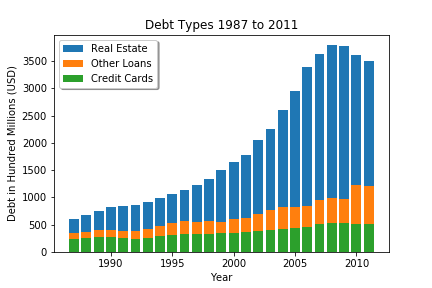 Debt Types 1987 to 2011
Real Estate
Other Loans
Credit Cards
Debt in Hundred Millions (USD)
3500
3000
2500
2000
1500
1000
500
0
1990
1995
2000
2005
2010
Year